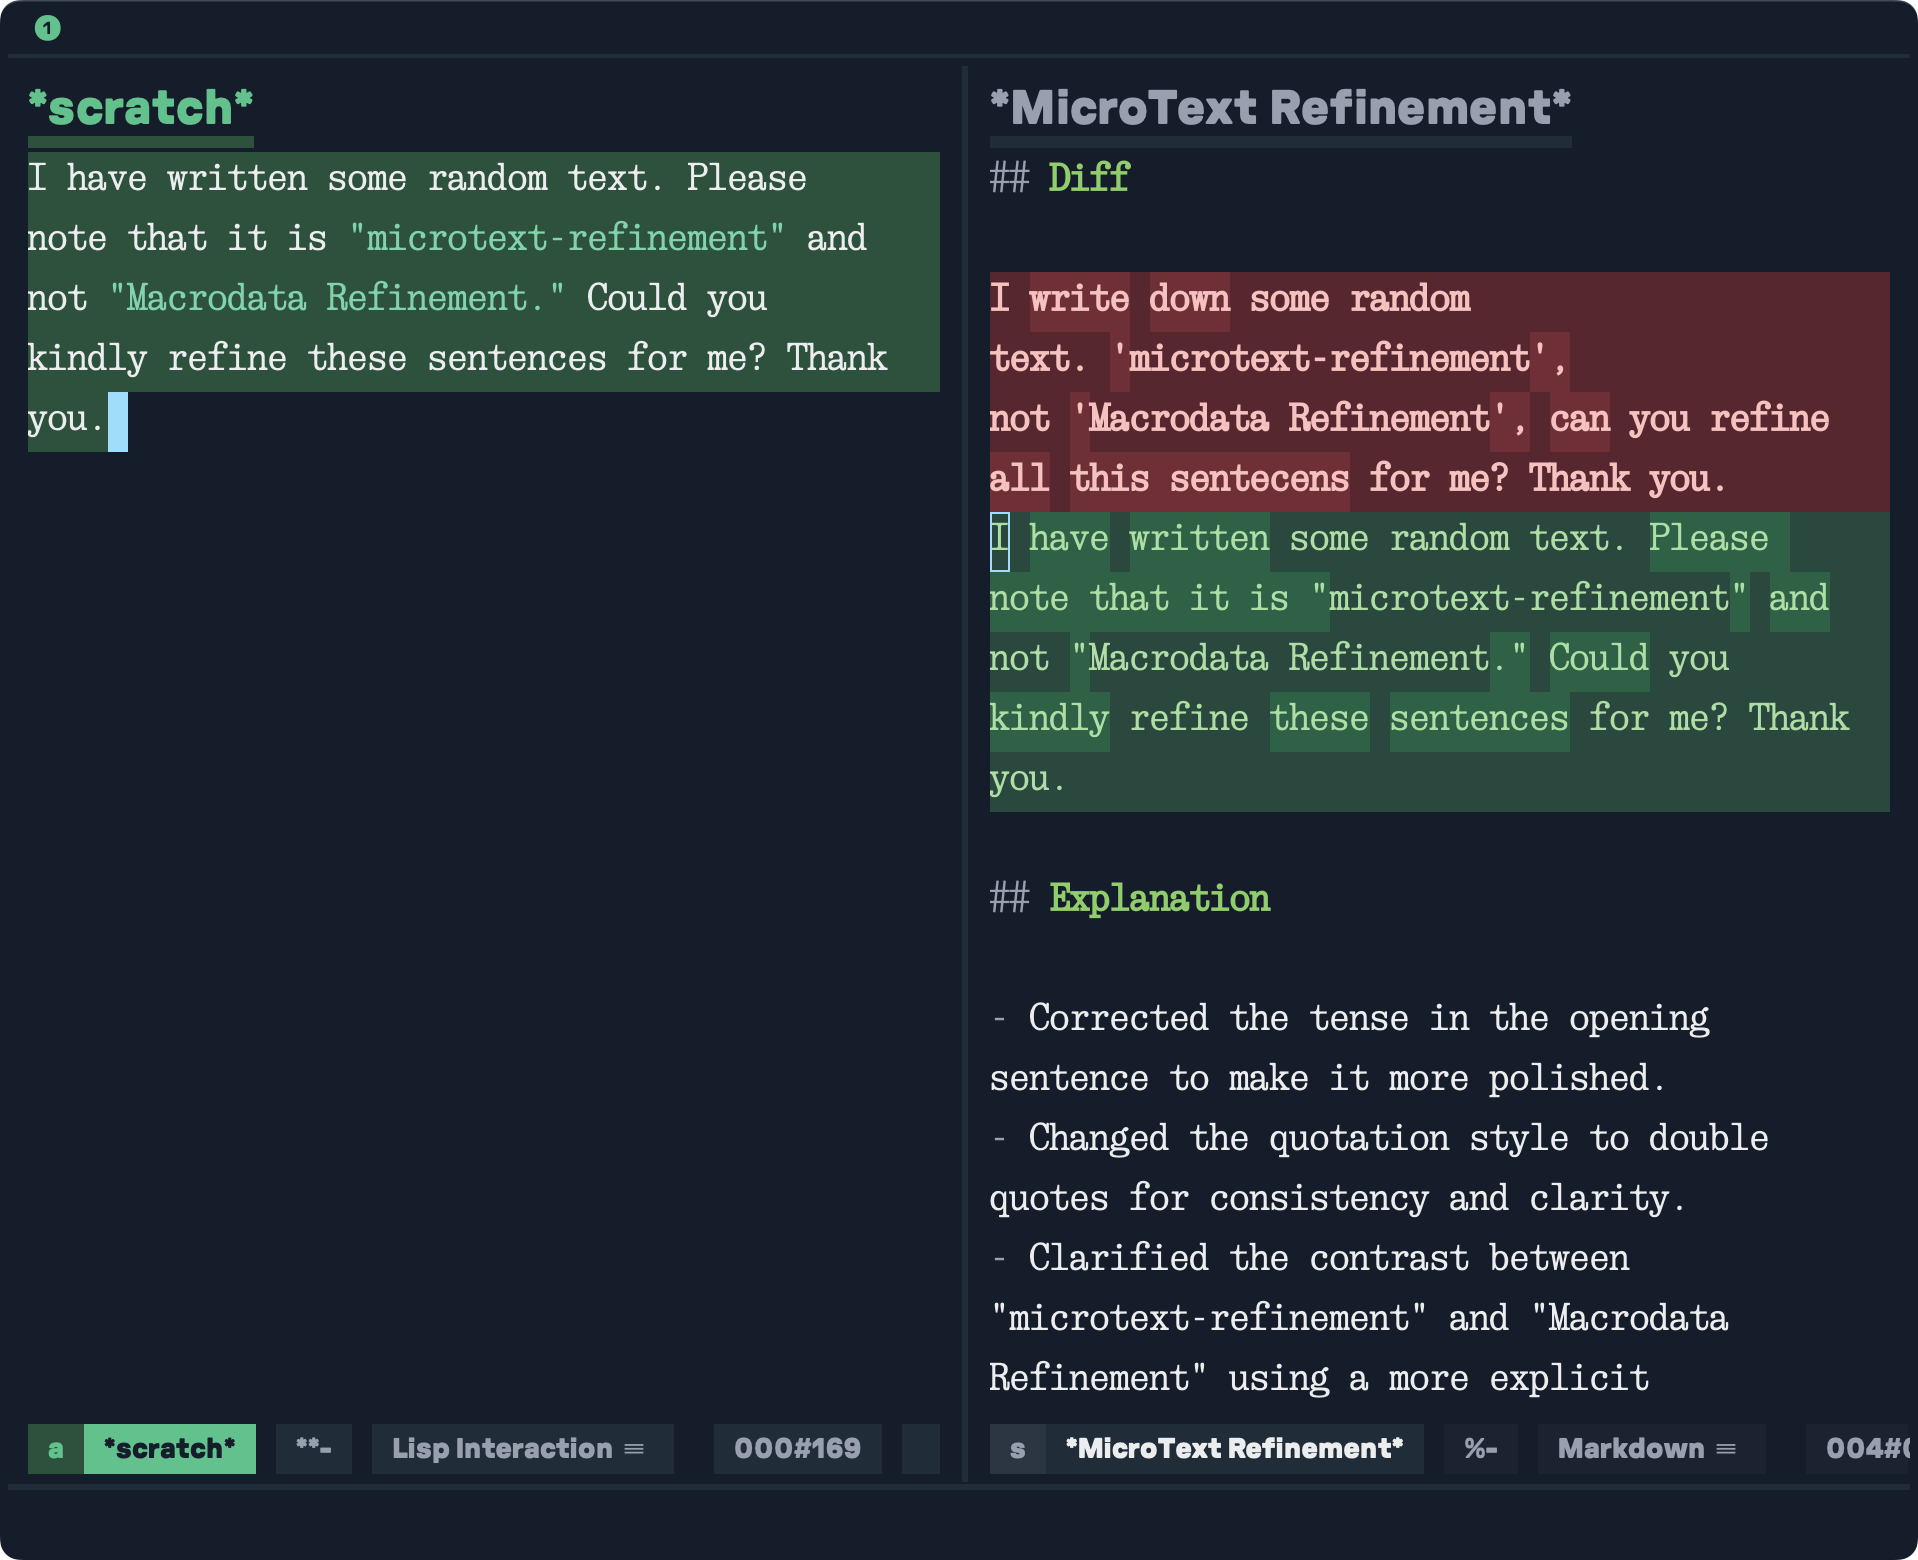 1
*scratch*
I have written some random text. Please
note that it is "microtext-refinement" and
not "Macrodata Refinement." Could you
kindly refine these sentences for me? Thank
you.
a *scratch* **- Lisp Interaction ≡ 000#169
*MicroText Refinement*
## Diff
I write down some random
text. 'microtext-refinement',
not 'Macrodata Refinement', can you refine
all this sentecens for me? Thank you.
I have written some random text. Please
note that it is "microtext-refinement" and
not "Macrodata Refinement." Could you
kindly refine these sentences for me? Thank
you.
## Explanation
- Corrected the tense in the opening
sentence to make it more polished.
- Changed the quotation style to double
quotes for consistency and clarity.
- Clarified the contrast between
"microtext-refinement" and "Macrodata
Refinement" using a more explicit
s *MicroText Refinement* %- Markdown ≡ 004#